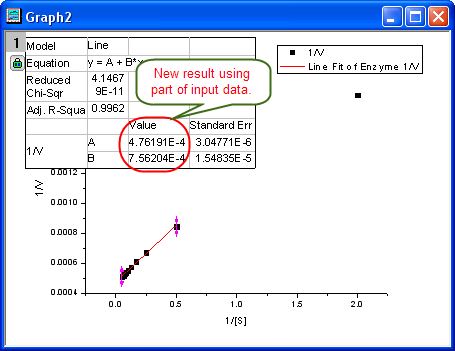 Graph2
1
Model Line
Equation y = A + B*x
Reduced Chi-Sqr 4.14679E-11
Adj. R-Squa 0.9962
Value Standard Err
1/V A 4.76191E-4 3.04771E-6
B 7.56204E-4 1.54835E-5
New result using
part of input data.
1/V
Line Fit of Enzyme 1/V
0.0012
0.0010
0.0008
0.0006
0.0004
1/V
0.0 0.5 1.0 1.5 2.0
1/[S]